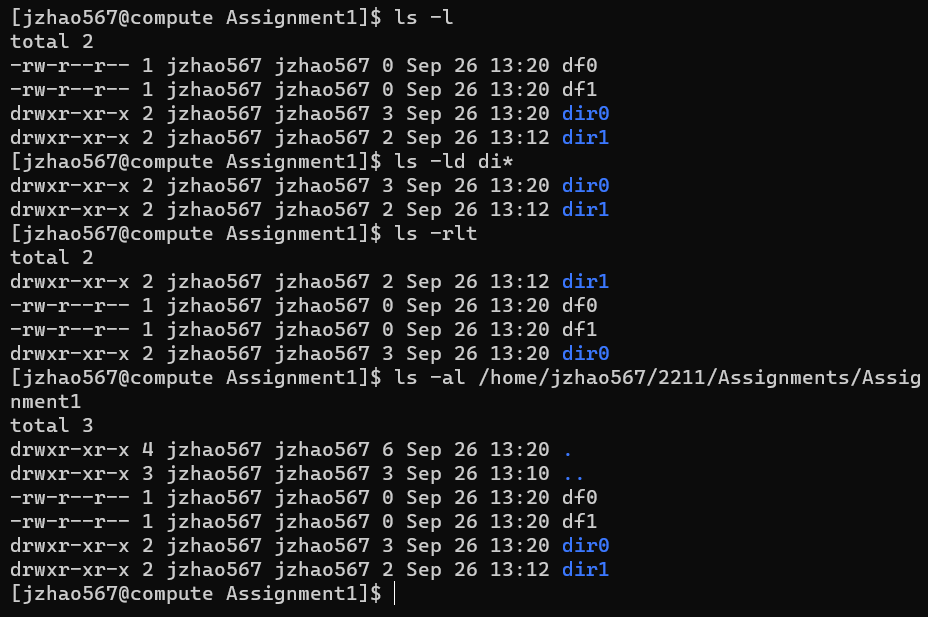 [jzhao567@compute Assignment1]$ ls -l
total 2
-rw-r--r-- 1 jzhao567 jzhao567 0 Sep 26 13:20 df0
-rw-r--r-- 1 jzhao567 jzhao567 0 Sep 26 13:20 df1
drwxr-xr-x 2 jzhao567 jzhao567 3 Sep 26 13:20 dir0
drwxr-xr-x 2 jzhao567 jzhao567 2 Sep 26 13:12 dir1
[jzhao567@compute Assignment1]$ ls -ld di*
drwxr-xr-x 2 jzhao567 jzhao567 3 Sep 26 13:20 dir0
drwxr-xr-x 2 jzhao567 jzhao567 2 Sep 26 13:12 dir1
[jzhao567@compute Assignment1]$ ls -rlt
total 2
drwxr-xr-x 2 jzhao567 jzhao567 2 Sep 26 13:12 dir1
-rw-r--r-- 1 jzhao567 jzhao567 0 Sep 26 13:20 df0
-rw-r--r-- 1 jzhao567 jzhao567 0 Sep 26 13:20 df1
drwxr-xr-x 2 jzhao567 jzhao567 3 Sep 26 13:20 dir0
[jzhao567@compute Assignment1]$ ls -al /home/jzhao567/2211/Assignments/Assig
nment1
total 3
drwxr-xr-x 4 jzhao567 jzhao567 6 Sep 26 13:20 .
drwxr-xr-x 3 jzhao567 jzhao567 3 Sep 26 13:10 ..
-rw-r--r-- 1 jzhao567 jzhao567 0 Sep 26 13:20 df0
-rw-r--r-- 1 jzhao567 jzhao567 0 Sep 26 13:20 df1
drwxr-xr-x 2 jzhao567 jzhao567 3 Sep 26 13:20 dir0
drwxr-xr-x 2 jzhao567 jzhao567 2 Sep 26 13:12 dir1
[jzhao567@compute Assignment1]$